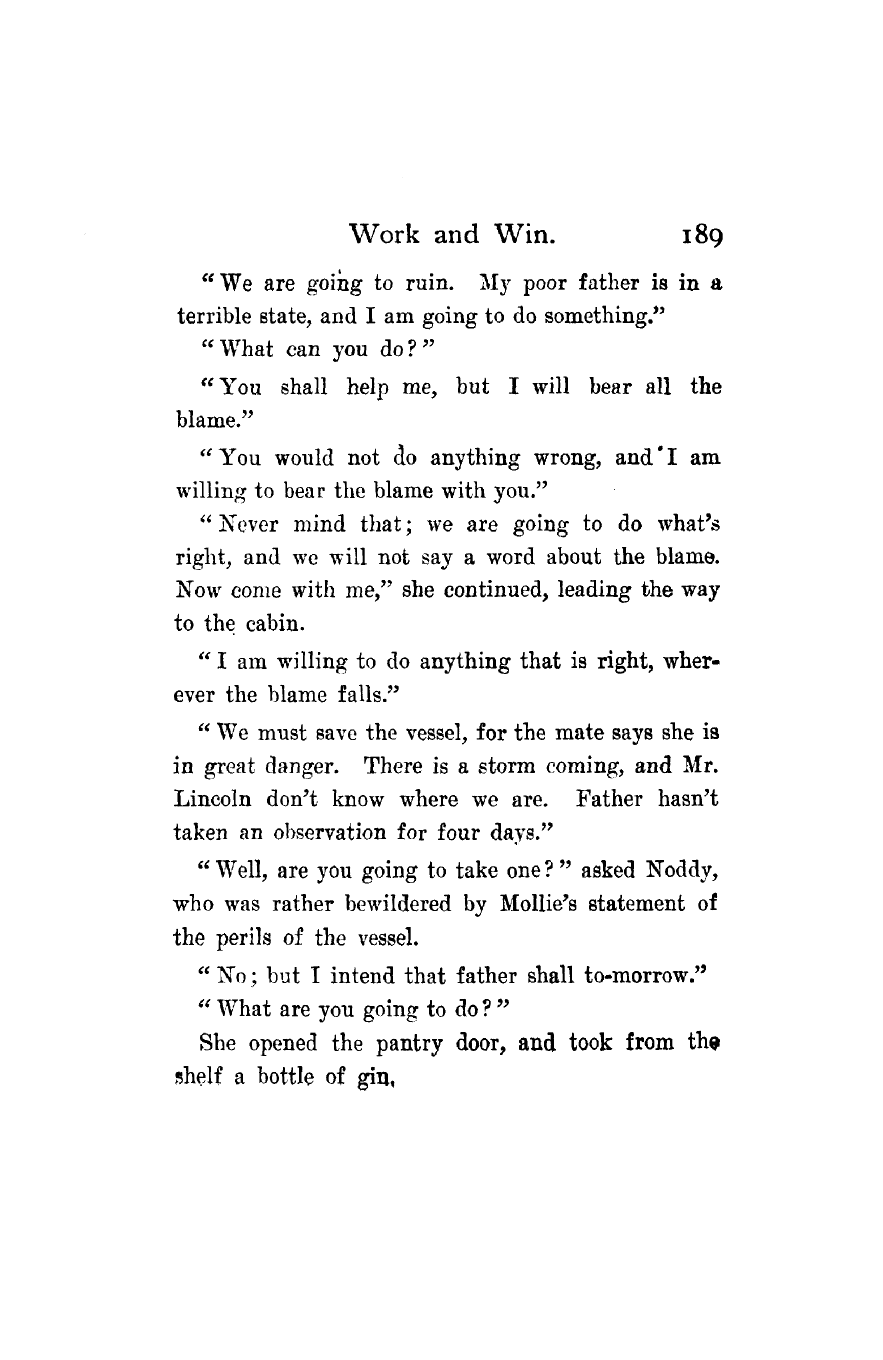 Work and Win. 189
“We are going to ruin. My poor father is in a
terrible state, and I am going to do something.”
“What can you do?”
“You shall help me, but I will bear all the
blame.”
“You would not do anything wrong, and I am
willing to bear the blame with you.”
“Never mind that; we are going to do what’s
right, and we will not say a word about the blame.
Now come with me,” she continued, leading the way
to the cabin.
“I am willing to do anything that is right, wher-
ever the blame falls.”
“We must save the vessel, for the mate says she is
in great danger. There is a storm coming, and Mr.
Lincoln don’t know where we are. Father hasn’t
taken an observation for four days.”
“Well, are you going to take one?” asked Noddy,
who was rather bewildered by Mollie’s statement of
the perils of the vessel.
“No; but I intend that father shall to-morrow.”
“What are you going to do?”
She opened the pantry door, and took from the
shelf a bottle of gin.